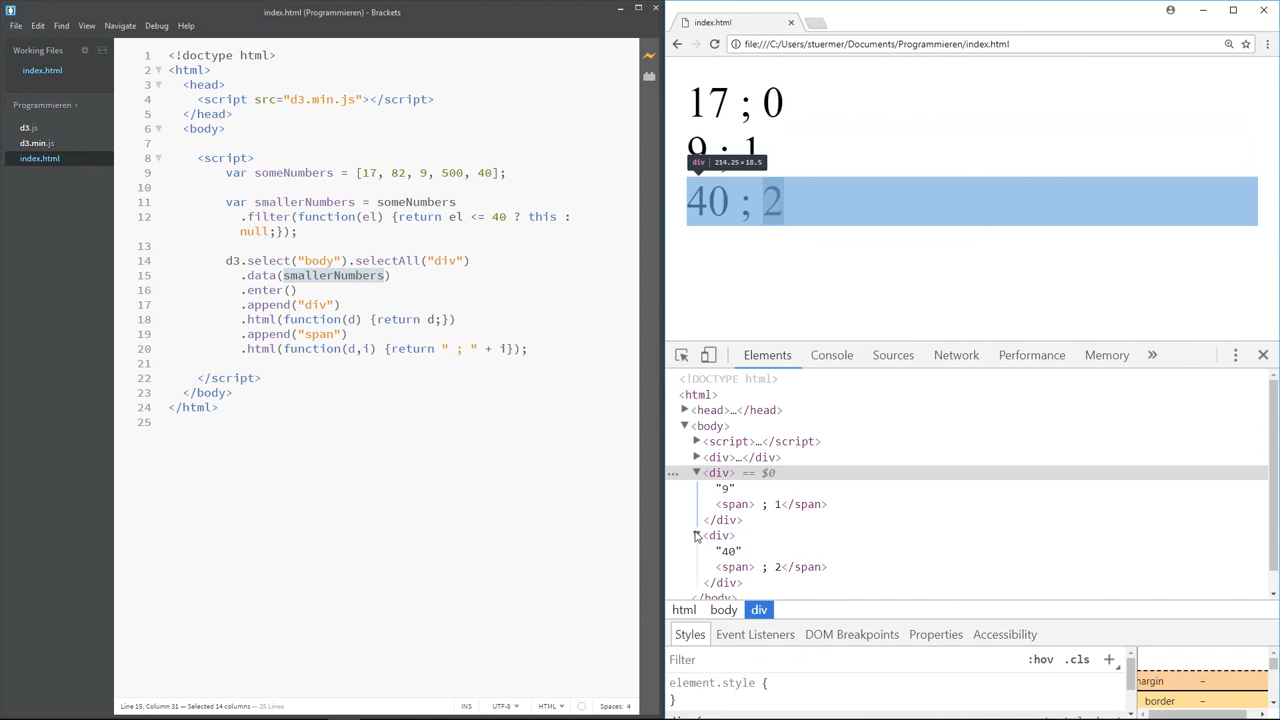 index.html (Programmieren) - Brackets
File Edit Find View Navigate Debug Help
Working Files
index.html
Programmieren
d3.js
d3.min.js
index.html
1 <!doctype html>
2 <html>
3 <head>
4 <script src="d3.min.js"></script>
5 </head>
6 <body>
7
8 <script>
9 var someNumbers = [17, 82, 9, 500, 40];
10
11 var smallerNumbers = someNumbers
12 .filter(function(el) {return el <= 40 ? this :
null;});
13
14 d3.select("body").selectAll("div")
15 .data(smallerNumbers)
16 .enter()
17 .append("div")
18 .html(function(d) {return d;})
19 .append("span")
20 .html(function(d,i) {return " ; " + i});
21
22 </script>
23 </body>
24 </html>
25
Line 15, Column 31 — Selected 14 columns — 25 Lines
INS UTF-8 HTML Spaces: 4
index.html
file:///C:/Users/stuermer/Documents/Programmieren/index.html
17 ; 0
9 ; 1
div 214.25×18.5
40 ; 2
Elements Console Sources Network Performance Memory »
<!DOCTYPE html>
<html>
<head>…</head>
<body>
<script>…</script>
<div>…</div>
<div> == $0
"9"
<span> ; 1</span>
</div>
<div>
"40"
<span> ; 2</span>
</div>
</body>
html body div
Styles Event Listeners DOM Breakpoints Properties Accessibility
Filter :hov .cls +
element.style {
}
margin –
border –